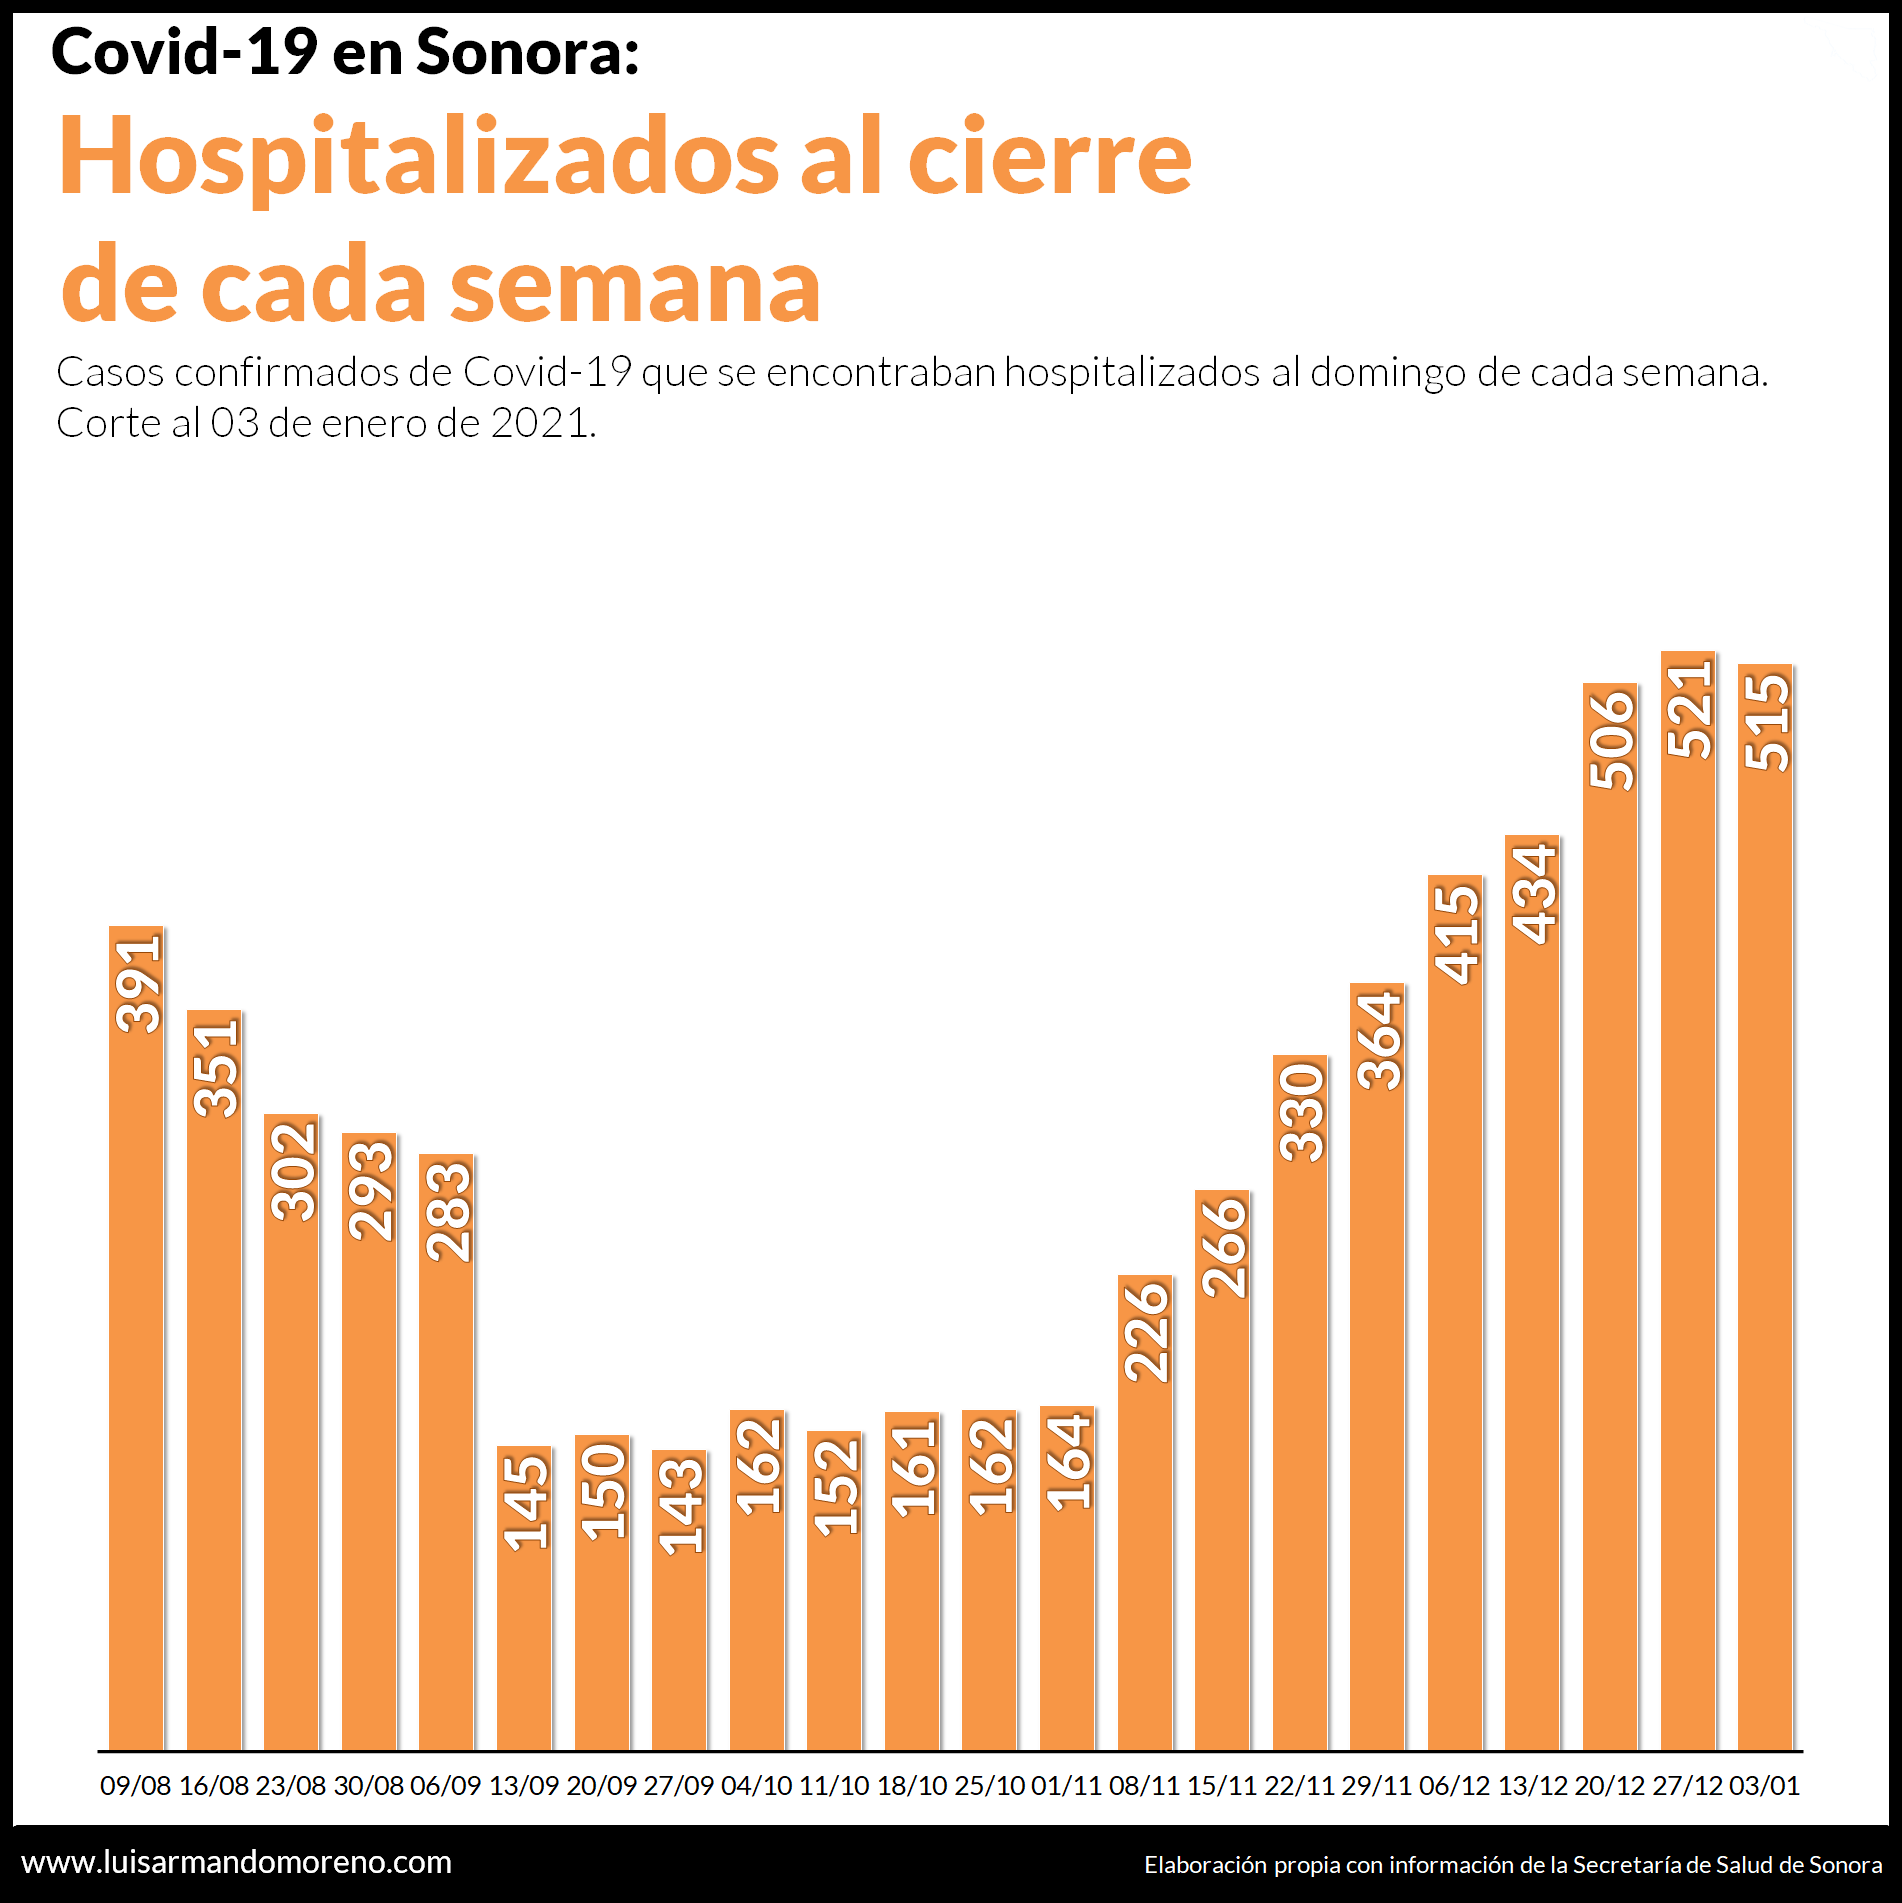 Covid-19 en Sonora:
Hospitalizados al cierre
de cada semana
Casos confirmados de Covid-19 que se encontraban hospitalizados al domingo de cada semana.
Corte al 03 de enero de 2021.
391 351 302 293 283 145 150 143 162 152 161 162 164 226 266 330 364 415 434 506 521 515
09/08 16/08 23/08 30/08 06/09 13/09 20/09 27/09 04/10 11/10 18/10 25/10 01/11 08/11 15/11 22/11 29/11 06/12 13/12 20/12 27/12 03/01
www.luisarmandomoreno.com
Elaboración propia con información de la Secretaría de Salud de Sonora